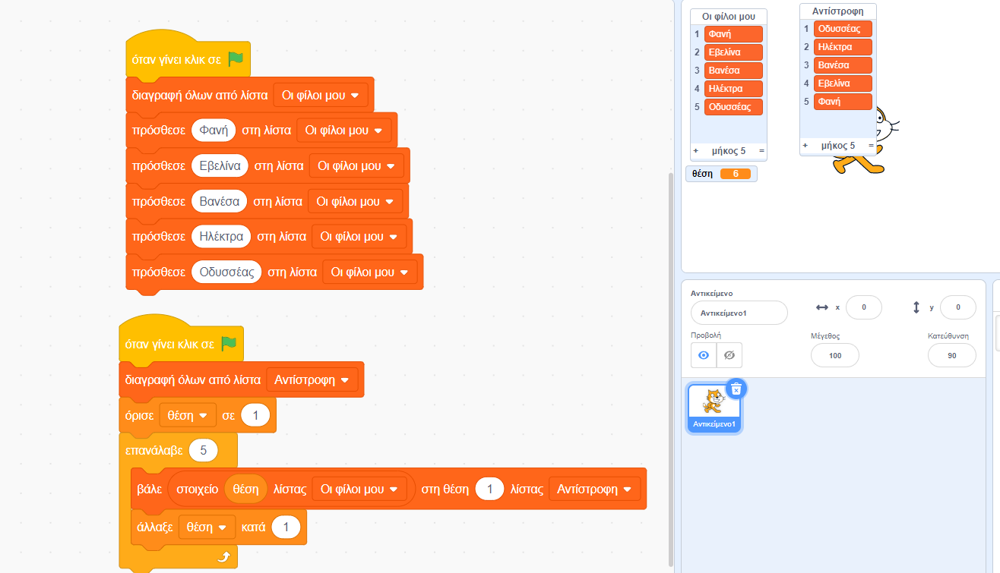 όταν γίνει κλικ σε
διαγραφή όλων από λίστα Οι φίλοι μου
πρόσθεσε Φανή στη λίστα Οι φίλοι μου
πρόσθεσε Εβελίνα στη λίστα Οι φίλοι μου
πρόσθεσε Βανέσα στη λίστα Οι φίλοι μου
πρόσθεσε Ηλέκτρα στη λίστα Οι φίλοι μου
πρόσθεσε Οδυσσέας στη λίστα Οι φίλοι μου
όταν γίνει κλικ σε
διαγραφή όλων από λίστα Αντίστροφη
όρισε θέση σε 1
επανάλαβε 5
βάλε στοιχείο θέση λίστας Οι φίλοι μου στη θέση 1 λίστας Αντίστροφη
άλλαξε θέση κατά 1
Οι φίλοι μου
1 Φανή
2 Εβελίνα
3 Βανέσα
4 Ηλέκτρα
5 Οδυσσέας
+ μήκος 5 =
θέση 6
Αντίστροφη
1 Οδυσσέας
2 Ηλέκτρα
3 Βανέσα
4 Εβελίνα
5 Φανή
+ μήκος 5 =
Αντικείμενο
Αντικείμενο1 x 0 y 0
Προβολή Μέγεθος Κατεύθυνση
100 90
Αντικείμενο1